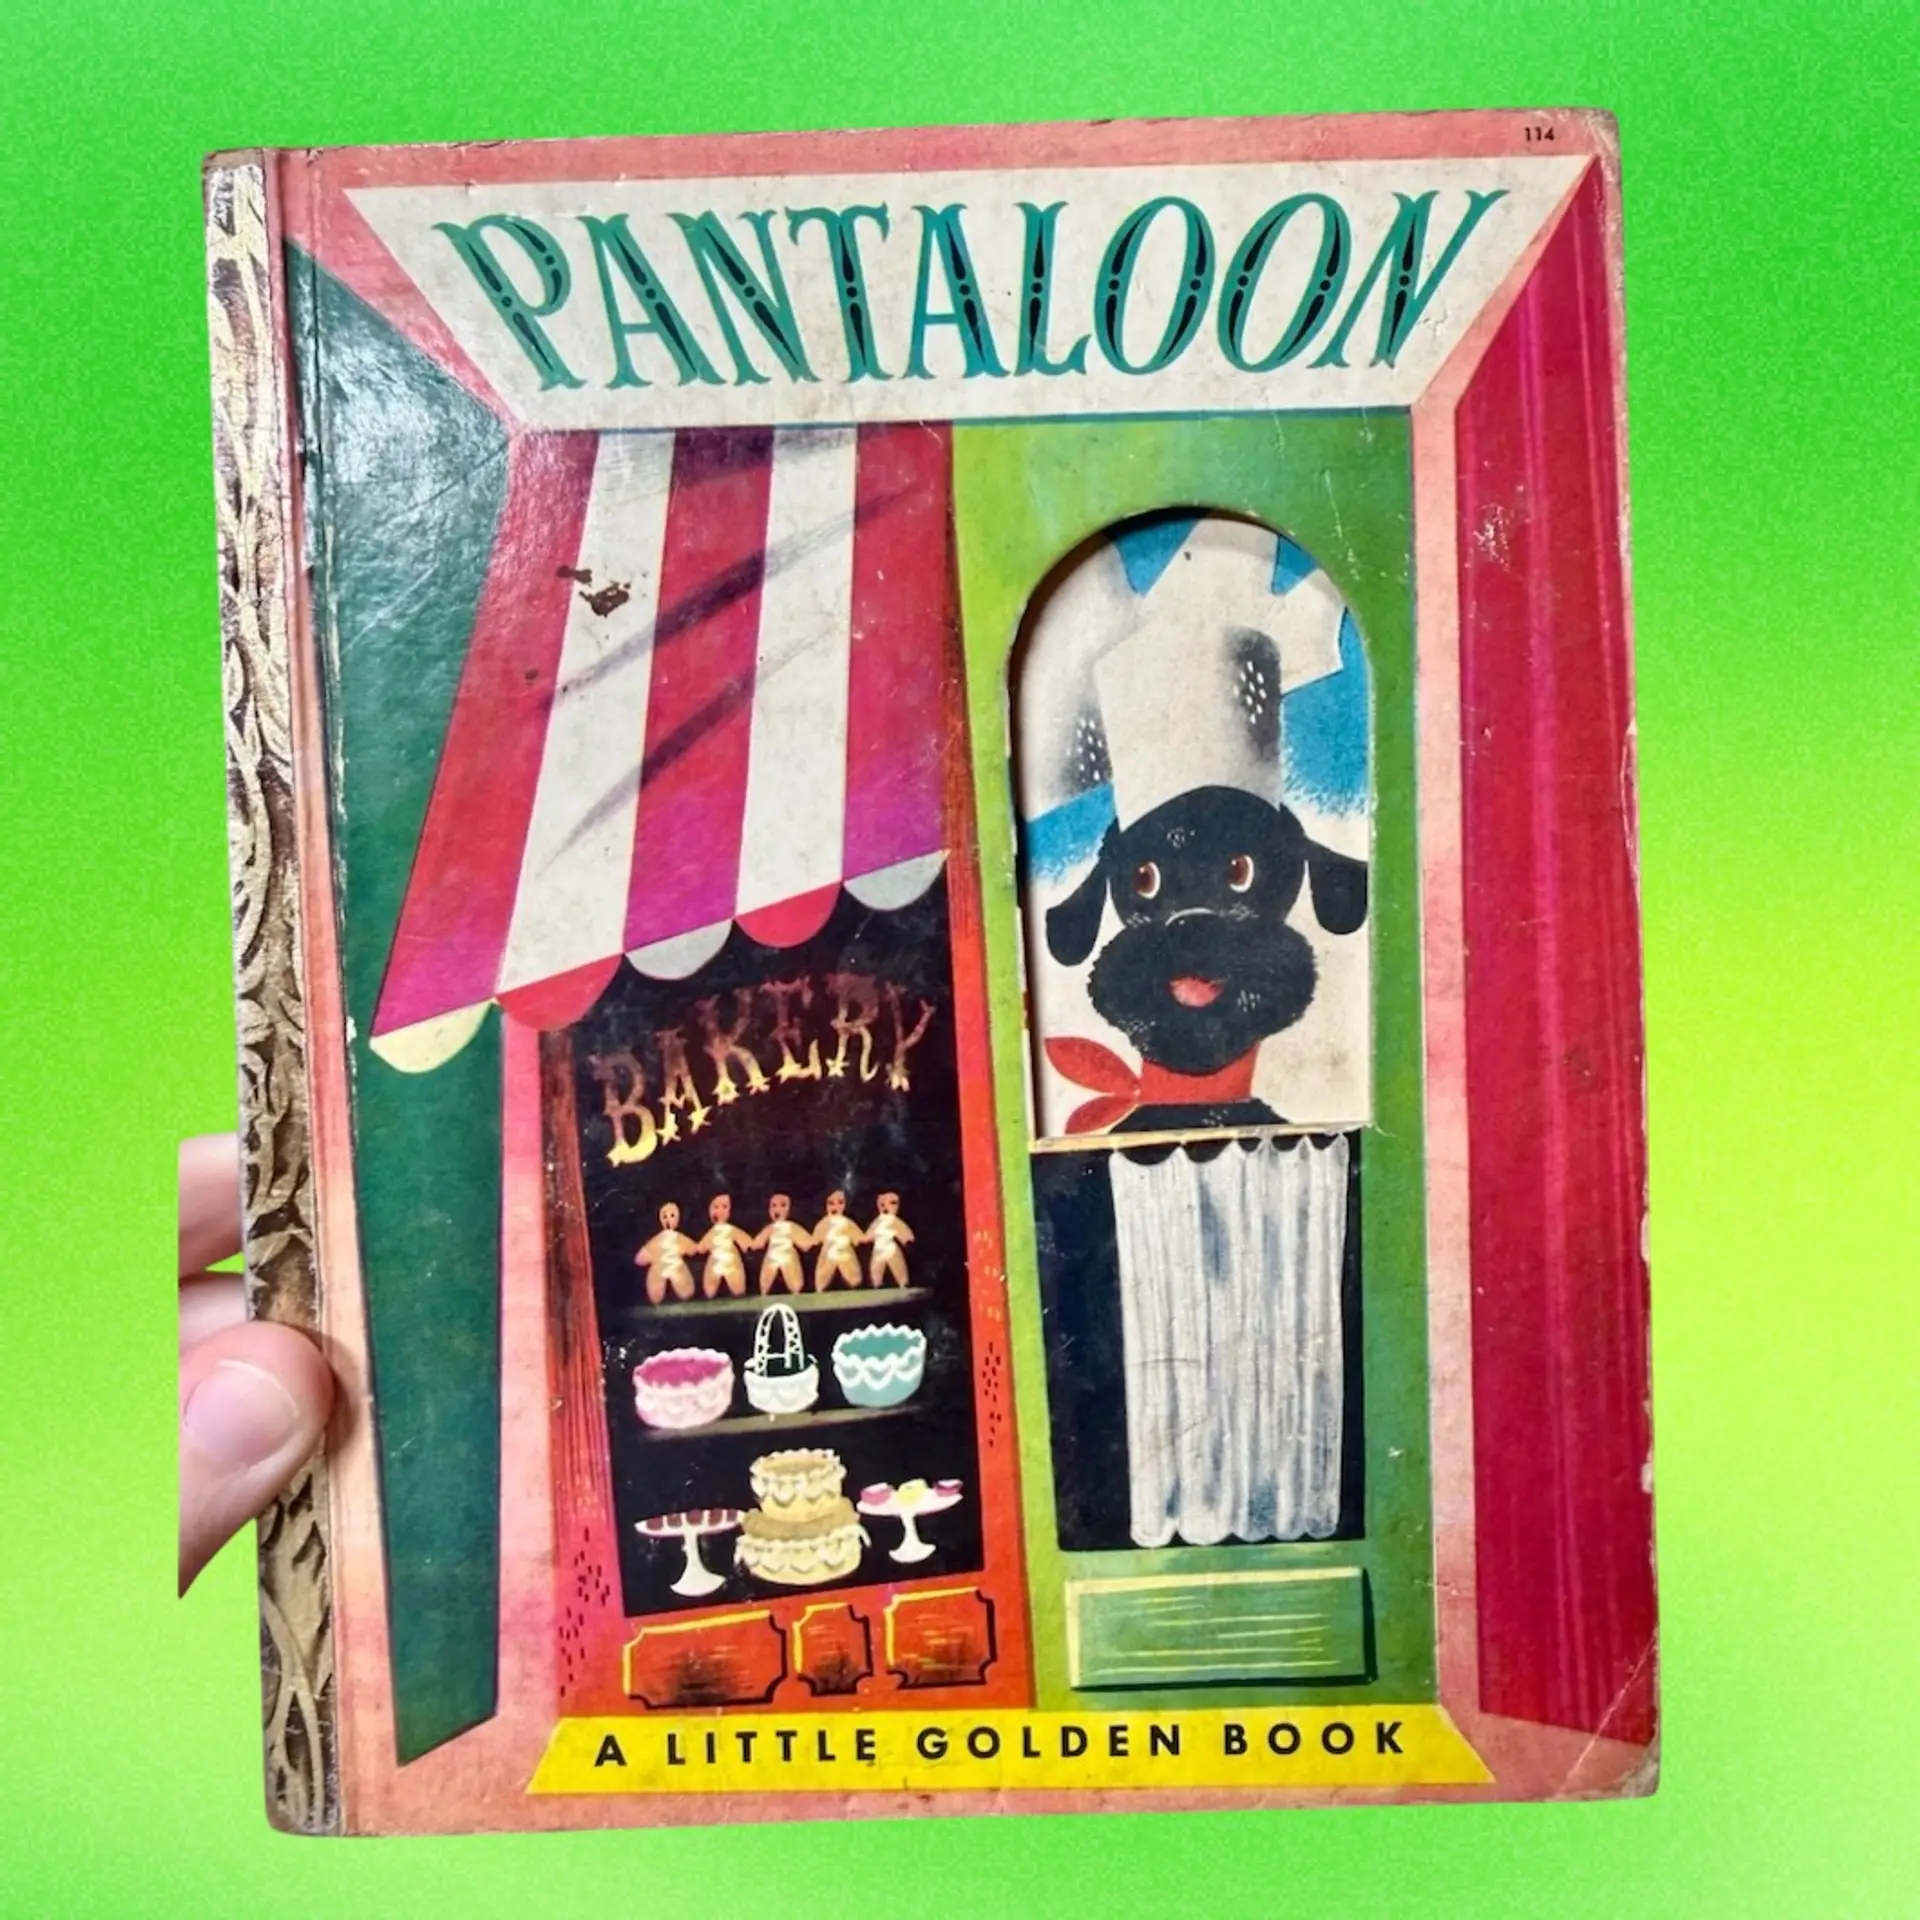 114
PANTALOON
BAKERY
A LITTLE GOLDEN BOOK